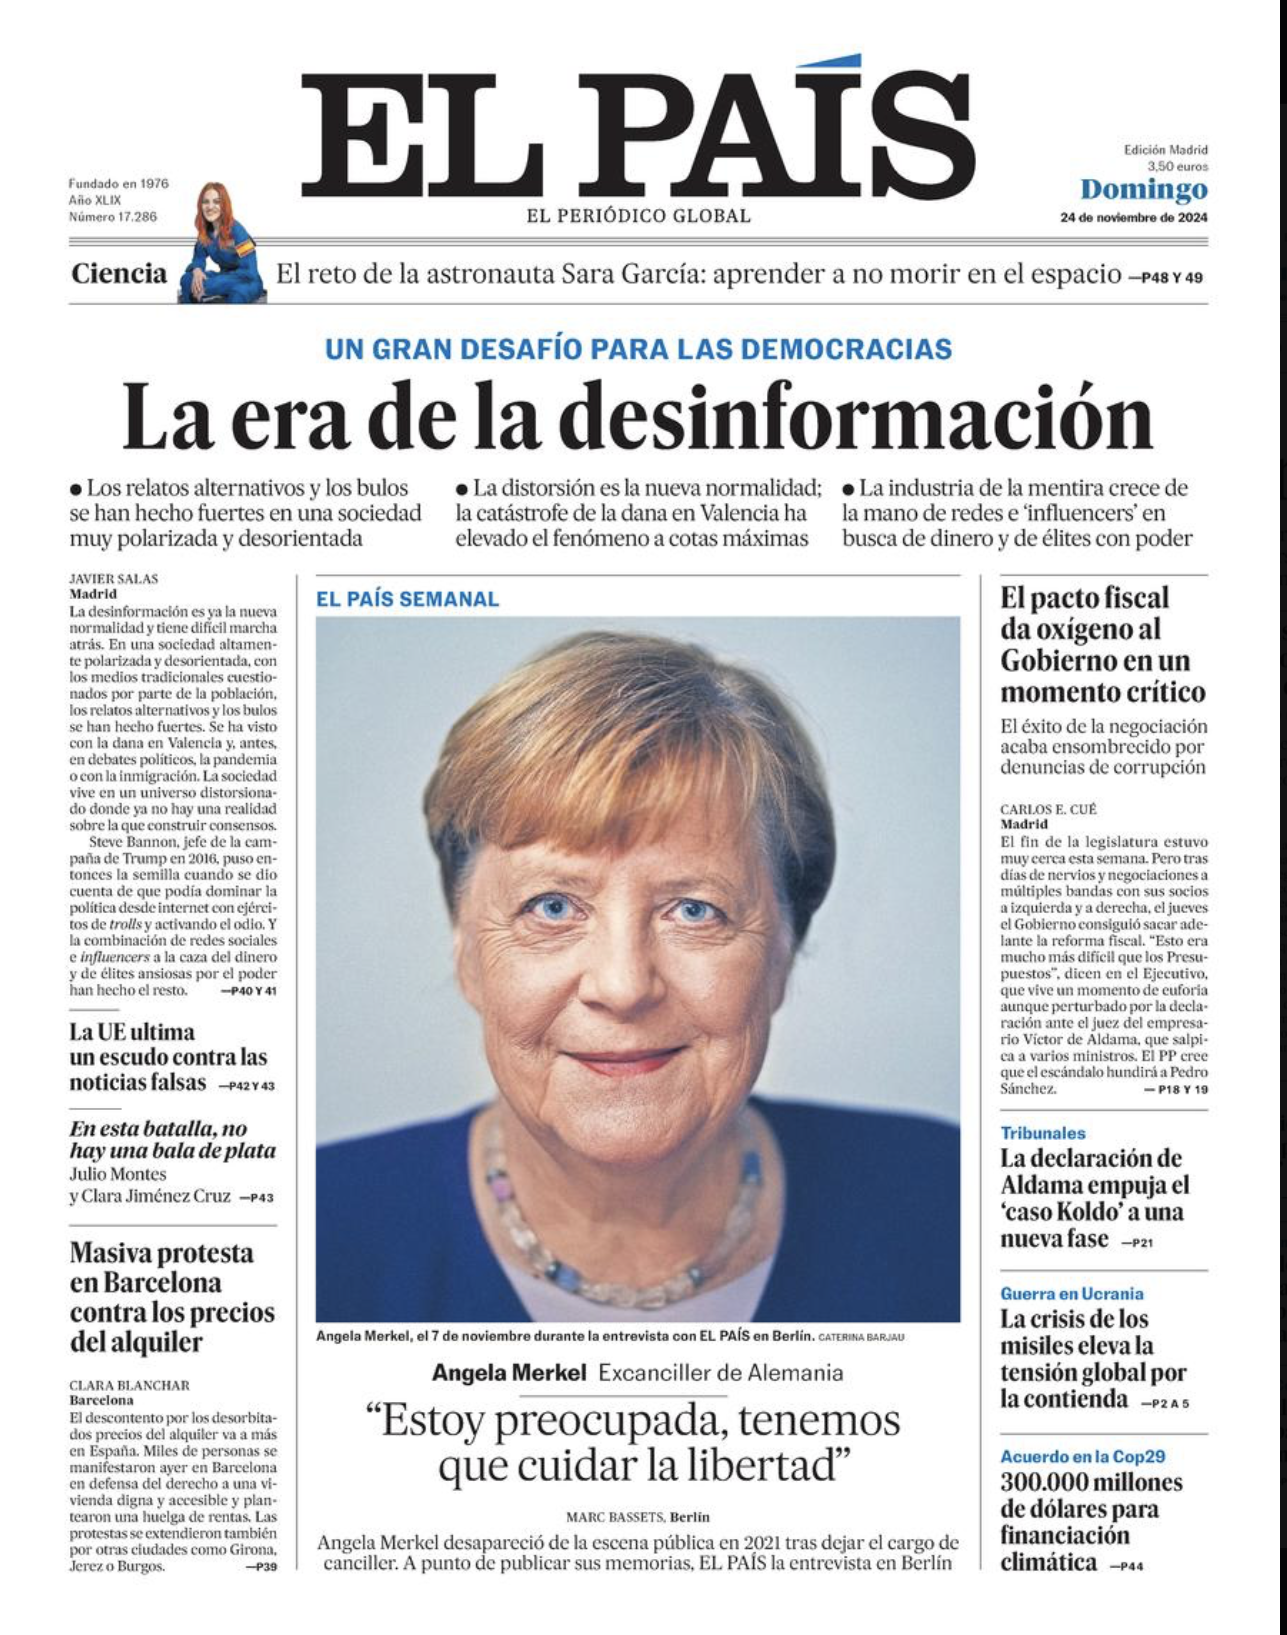 EL PAÍS
EL PERIÓDICO GLOBAL
Fundado en 1976
Año XLIX
Número 17.286
Edición Madrid
3,50 euros
Domingo
24 de noviembre de 2024
Ciencia
El reto de la astronauta Sara García: aprender a no morir en el espacio —P48 Y 49
UN GRAN DESAFÍO PARA LAS DEMOCRACIAS
La era de la desinformación
● Los relatos alternativos y los bulos
se han hecho fuertes en una sociedad
muy polarizada y desorientada
● La distorsión es la nueva normalidad;
la catástrofe de la dana en Valencia ha
elevado el fenómeno a cotas máximas
● La industria de la mentira crece de
la mano de redes e ‘influencers’ en
busca de dinero y de élites con poder
JAVIER SALAS
Madrid
La desinformación es ya la nueva
normalidad y tiene difícil marcha
atrás. En una sociedad altamen-
te polarizada y desorientada, con
los medios tradicionales cuestio-
nados por parte de la población,
los relatos alternativos y los bulos
se han hecho fuertes. Se ha visto
con la dana en Valencia y, antes,
en debates políticos, la pandemia
o con la inmigración. La sociedad
vive en un universo distorsiona-
do donde ya no hay una realidad
sobre la que construir consensos.
Steve Bannon, jefe de la cam-
paña de Trump en 2016, puso en-
tonces la semilla cuando se dio
cuenta de que podía dominar la
política desde internet con ejérci-
tos de trolls y activando el odio. Y
la combinación de redes sociales
e influencers a la caza del dinero
y de élites ansiosas por el poder
han hecho el resto. —P40 Y 41
La UE ultima
un escudo contra las
noticias falsas —P42 Y 43
En esta batalla, no
hay una bala de plata
Julio Montes
y Clara Jiménez Cruz —P43
Masiva protesta
en Barcelona
contra los precios
del alquiler
CLARA BLANCHAR
Barcelona
El descontento por los desorbita-
dos precios del alquiler va a más
en España. Miles de personas se
manifestaron ayer en Barcelona
en defensa del derecho a una vi-
vienda digna y accesible y plan-
tearon una huelga de rentas. Las
protestas se extendieron también
por otras ciudades como Girona,
Jerez o Burgos. —P39
EL PAÍS SEMANAL
Angela Merkel, el 7 de noviembre durante la entrevista con EL PAÍS en Berlín. CATERINA BARJAU
Angela Merkel Excanciller de Alemania
“Estoy preocupada, tenemos
que cuidar la libertad”
MARC BASSETS, Berlín
Angela Merkel desapareció de la escena pública en 2021 tras dejar el cargo de
canciller. A punto de publicar sus memorias, EL PAÍS la entrevista en Berlín
El pacto fiscal
da oxígeno al
Gobierno en un
momento crítico
El éxito de la negociación
acaba ensombrecido por
denuncias de corrupción
CARLOS E. CUÉ
Madrid
El fin de la legislatura estuvo
muy cerca esta semana. Pero tras
días de nervios y negociaciones a
múltiples bandas con sus socios
a izquierda y a derecha, el jueves
el Gobierno consiguió sacar ade-
lante la reforma fiscal. “Esto era
mucho más difícil que los Presu-
puestos”, dicen en el Ejecutivo,
que vive un momento de euforia
aunque perturbado por la decla-
ración ante el juez del empresa-
rio Víctor de Aldama, que salpi-
ca a varios ministros. El PP cree
que el escándalo hundirá a Pedro
Sánchez. — P18 Y 19
Tribunales
La declaración de
Aldama empuja el
‘caso Koldo’ a una
nueva fase —P21
Guerra en Ucrania
La crisis de los
misiles eleva la
tensión global por
la contienda —P2 A 5
Acuerdo en la Cop29
300.000 millones
de dólares para
financiación
climática —P44